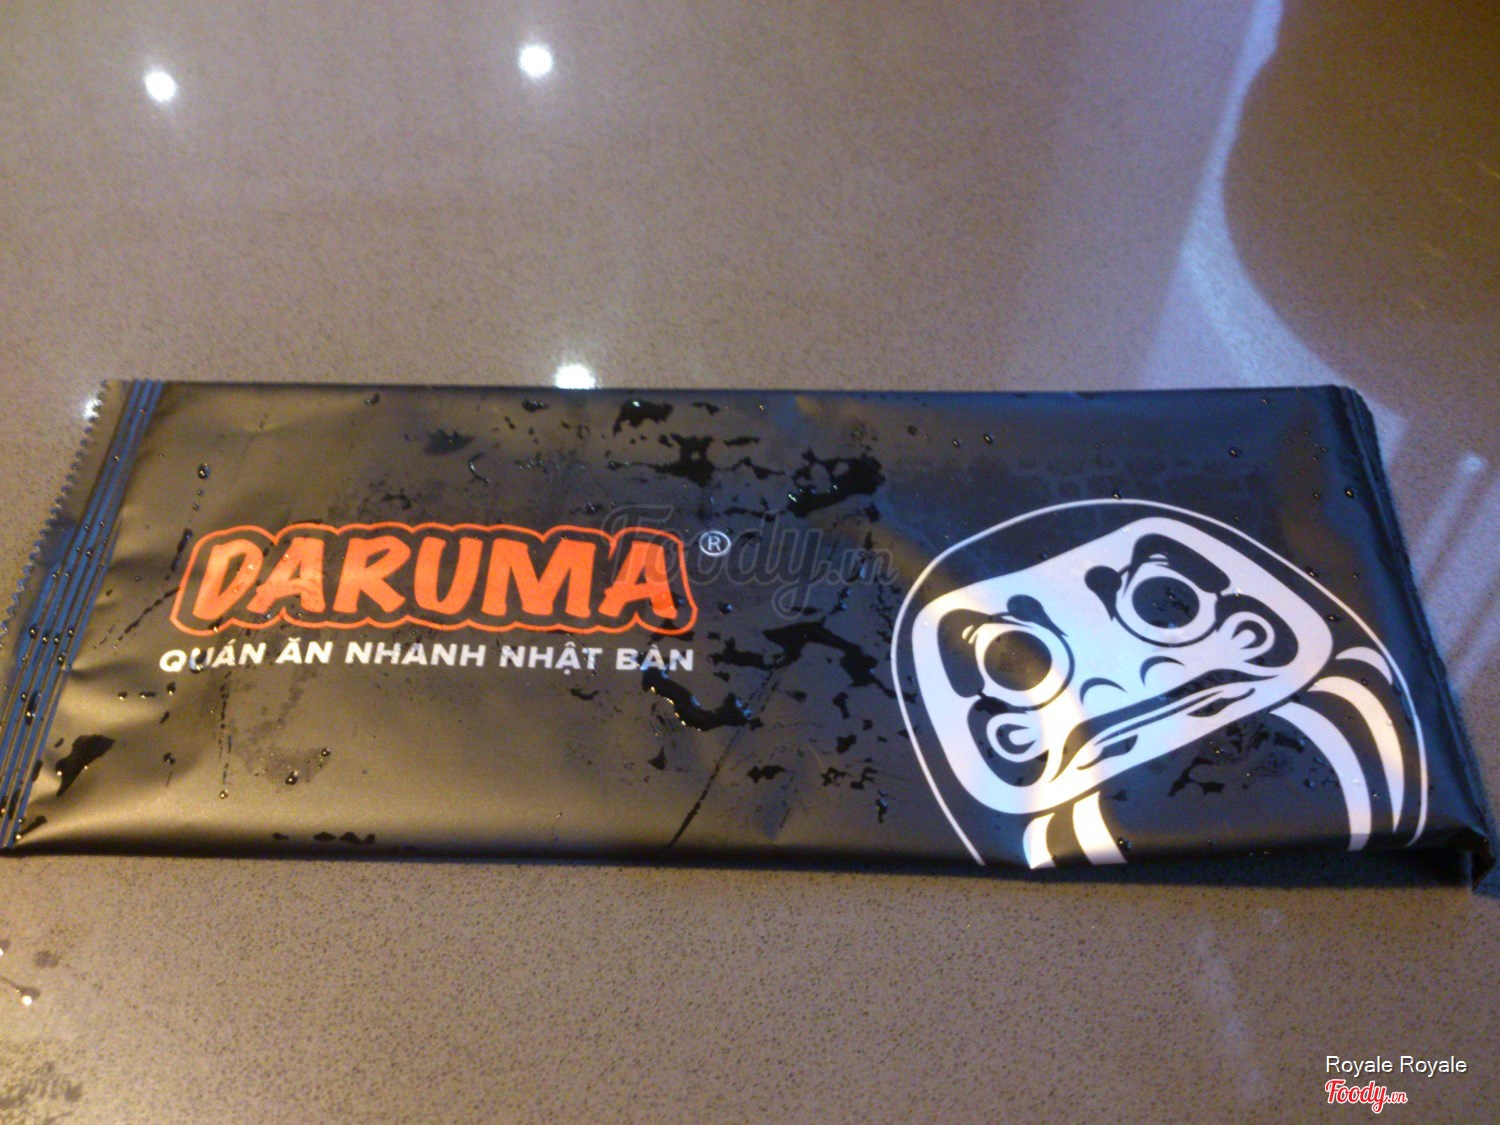 DARUMA ®
QUÁN ĂN NHANH NHẬT BẢN
Foody.vn
Royale Royale
Foody.vn